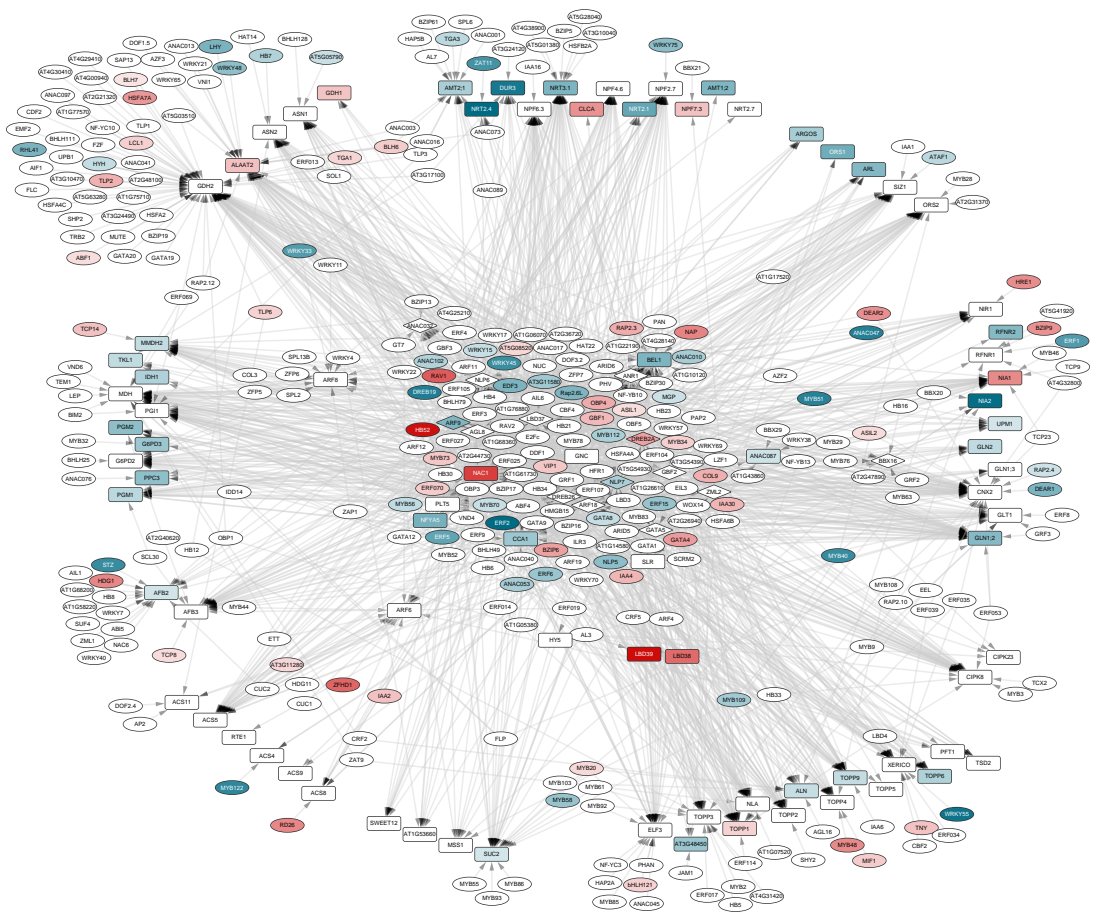 BZIP61
SPL6
AT5G28040
HAP5B
TGA3
ANAC001
AT4G38900
BZIP5
AT3G10040
AT5G01380
HSFB2A
AL7
ZAT11
AT3G24120
IAA16
WRKY75
BBX21
AMT2;1
DUR3
NRT3.1
NPF4.6
NPF2.7
AMT1;2
NRT2.4
NPF6.3
CLCA
NRT2.1
NPF7.3
NRT2.7
ANAC073
ANAC089
HAT14
BHLH128
DOF1.5
ANAC013
LHY
HB7
AT5G05790
AT4G29410
SAP13
AZF3
WRKY21
WRKY48
AT4G30410
AT4G00940
BLH7
WRKY65
VNI1
GDH1
ANAC097
AT2G21320
HSFA7A
CDF2
AT1G77570
AT5G03510
ASN1
EMF2
NF-YC10
TLP1
ASN2
ANAC003
BHLH111
FZF
LCL1
ANAC016
RHL41
UPB1
BLH6
TLP3
HYH
ANAC041
ALAAT2
ERF013
TGA1
AIF1
AT3G10470
TLP2
AT2G48100
SOL1
AT3G17100
FLC
AT5G63280
AT1G75710
GDH2
HSFA4C
AT3G24490
HSFA2
SHP2
TRB2
MUTE
BZIP19
ABF1
GATA20
GATA19
WRKY33
WRKY11
RAP2.12
ERF069
ARGOS
ORS1
ARL
IAA1
ATAF1
SIZ1
MYB28
ORS2
AT2G31370
AT1G17520
HRE1
NIR1
DEAR2
ANAC047
RFNR2
AT5G41920
BZIP9
ERF1
RFNR1
MYB46
TCP9
NIA1
AT4G32800
AZF2
BBX20
MYB51
HB16
NIA2
UPM1
BBX29
ASIL2
WRKY38
MYB29
TCP23
GLN2
ANAC087
NF-YB13
MYB76
BBX16
GLN1;3
RAP2.4
AT1G43860
AT2G47890
GRF2
CNX2
DEAR1
MYB63
GLT1
ERF8
GRF3
GLN1;2
MYB40
MYB108
EEL
RAP2.10
ERF035
ERF039
ERF053
MYB9
CIPK23
CIPK8
TCX2
MYB3
TCP14
TLP6
MMDH2
TKL1
VND6
IDH1
TEM1
LEP
MDH
BIM2
PGI1
PGM2
MYB32
G6PD3
BHLH25
G6PD2
PPC3
ANAC076
PGM1
SPL13B
WRKY4
COL3
ZFP6
ARF8
ZFP5
SPL2
IDD14
ZAP1
OBP1
AT2G40620
HB12
SCL30
STZ
AIL1
HDG1
AT1G68200
HB8
AFB2
AT1G58220
WRKY7
AFB3
MYB44
SUF4
ABI5
ZML1
NAC6
WRKY40
TCP8
BZIP13
AT4G25210
ANAC032
ERF4
WRKY17
AT1G06070
AT2G36720
RAP2.3
PAN
NAP
GT7
GBF3
WRKY15
AT5G08520
ANAC017
HAT22
AT1G22190
AT4G28140
ANAC102
DOF3.2
BEL1
ANAC010
WRKY45
NUC
ARID6
WRKY22
ARF11
RAV1
NLP6
AT3G11580
ZFP7
ANR1
AT1G10120
DREB19
ERF105
EDF3
PHV
BZIP30
HB4
AIL6
Rap2.6L
NF-YB10
MGP
BHLH79
OBP4
ERF3
AT1G76880
CBF4
ASIL1
HB23
ARF9
LBD37
GBF1
PAP2
HB52
AGL8
RAV2
HB21
OBF5
WRKY57
ERF027
E2Fc
MYB112
DREB2A
MYB34
WRKY69
ARF12
AT1G68360
MYB78
MYB73
AT2G44730
DDF1
GNC
HSFA4A
ERF104
AT3G54390
LZF1
HB30
ERF025
VIP1
HFR1
AT5G54930
GBF2
COL9
NAC1
AT1G61730
GRF1
NLP7
EIL3
ERF070
OBP3
BZIP17
HB34
ERF107
AT1G26610
ZML2
IAA30
MYB56
MYB70
DREB26
LBD3
ERF15
WOX14
PLT5
ABF4
ARF18
HMGB15
NFYA5
VND4
ERF2
GATA9
GATA8
MYB83
AT2G26940
HSFA6B
GATA12
ERF5
ERF9
CCA1
BZIP16
ARID5
GATA5
GATA4
MYB52
BHLH49
BZIP6
ILR3
AT1G14580
GATA1
ANAC040
ARF19
NLP5
SLR
SCRM2
HB6
ERF6
IAA4
ANAC053
WRKY70
ERF014
ERF019
ARF6
AT1G05380
CRF5
ARF4
HY5
AL3
LBD39
LBD38
ETT
AT3G11280
HDG11
ZFHD1
IAA2
CUC2
CUC1
ACS11
DOF2.4
ACS5
AP2
RTE1
CRF2
FLP
ACS4
ZAT9
ACS9
MYB122
ACS8
RD26
MYB109
HB33
LBD4
PFT1
XERICO
TSD2
TOPP6
TOPP9
TOPP5
ALN
TOPP4
WRKY55
MYB20
MYB103
MYB61
MYB58
MYB92
NLA
TOPP2
SWEET12
AT1G53660
MSS1
ELF3
TOPP3
TOPP1
AGL16
IAA6
TNY
ERF034
SUC2
AT3G48450
MYB48
CBF2
MIF1
AT1G07520
SHY2
NF-YC3
PHAN
ERF114
JAM1
MYB55
MYB86
MYB93
HAP2A
bHLH121
MYB2
AT4G31420
ERF017
MYB85
ANAC045
HB5